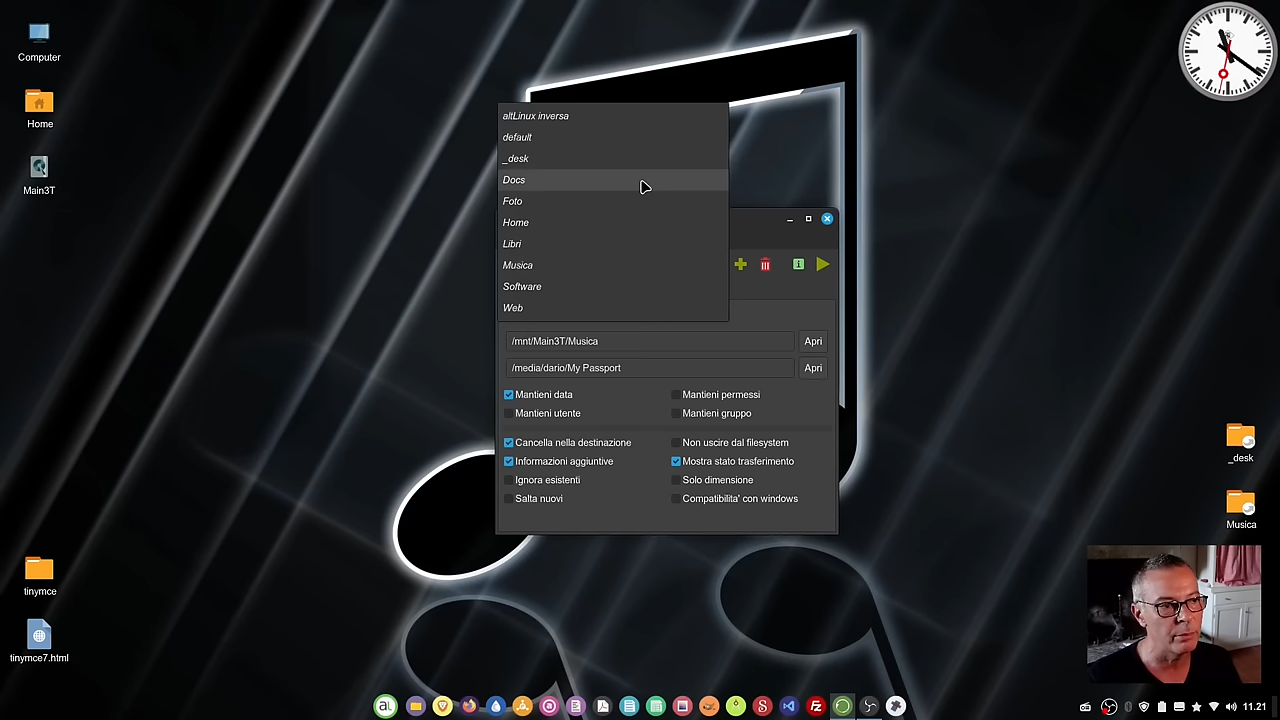 Computer
Home
Main3T
altLinux inversa
default
_desk
Docs
Foto
Home
Libri
Musica
Software
Web
/mnt/Main3T/Musica
Apri
/media/dario/My Passport
Apri
Mantieni data
Mantieni permessi
Mantieni utente
Mantieni gruppo
Cancella nella destinazione
Non uscire dal filesystem
Informazioni aggiuntive
Mostra stato trasferimento
Ignora esistenti
Solo dimensione
Salta nuovi
Compatibilita' con windows
_desk
Musica
tinymce
tinymce7.html
al
S
FZ
11.21